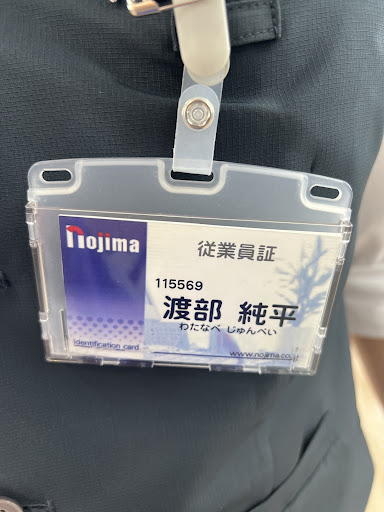 nojima
従業員証
115569
渡部 純平
わたなべ じゅんぺい
identification card
www.nojima.co.jp